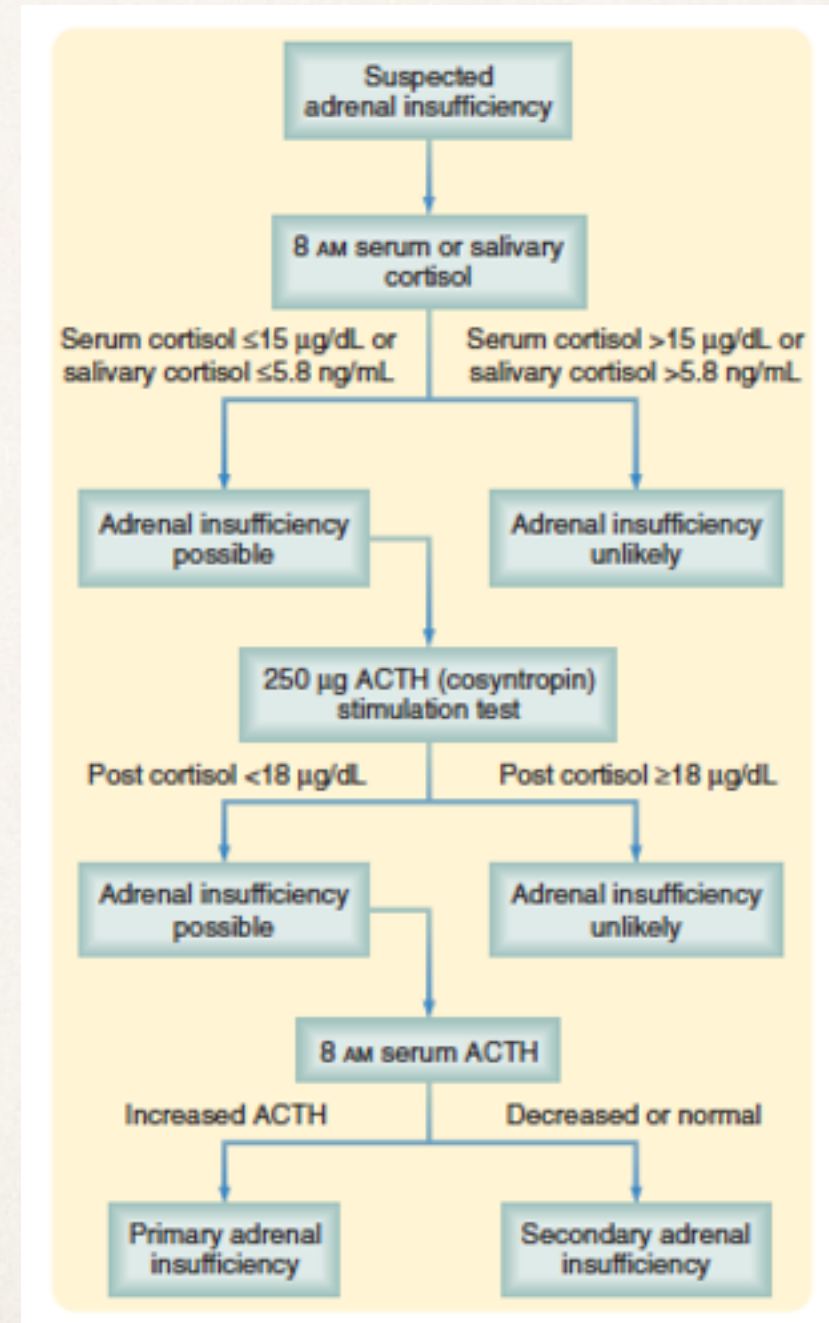 Suspected
adrenal insufficiency
8 AM serum or salivary
cortisol
Serum cortisol ≤15 µg/dL or
salivary cortisol ≤5.8 ng/mL
Serum cortisol >15 µg/dL or
salivary cortisol >5.8 ng/mL
Adrenal insufficiency
possible
Adrenal insufficiency
unlikely
250 µg ACTH (cosyntropin)
stimulation test
Post cortisol <18 µg/dL
Post cortisol ≥18 µg/dL
Adrenal insufficiency
possible
Adrenal insufficiency
unlikely
8 AM serum ACTH
Increased ACTH
Decreased or normal
Primary adrenal
insufficiency
Secondary adrenal
insufficiency